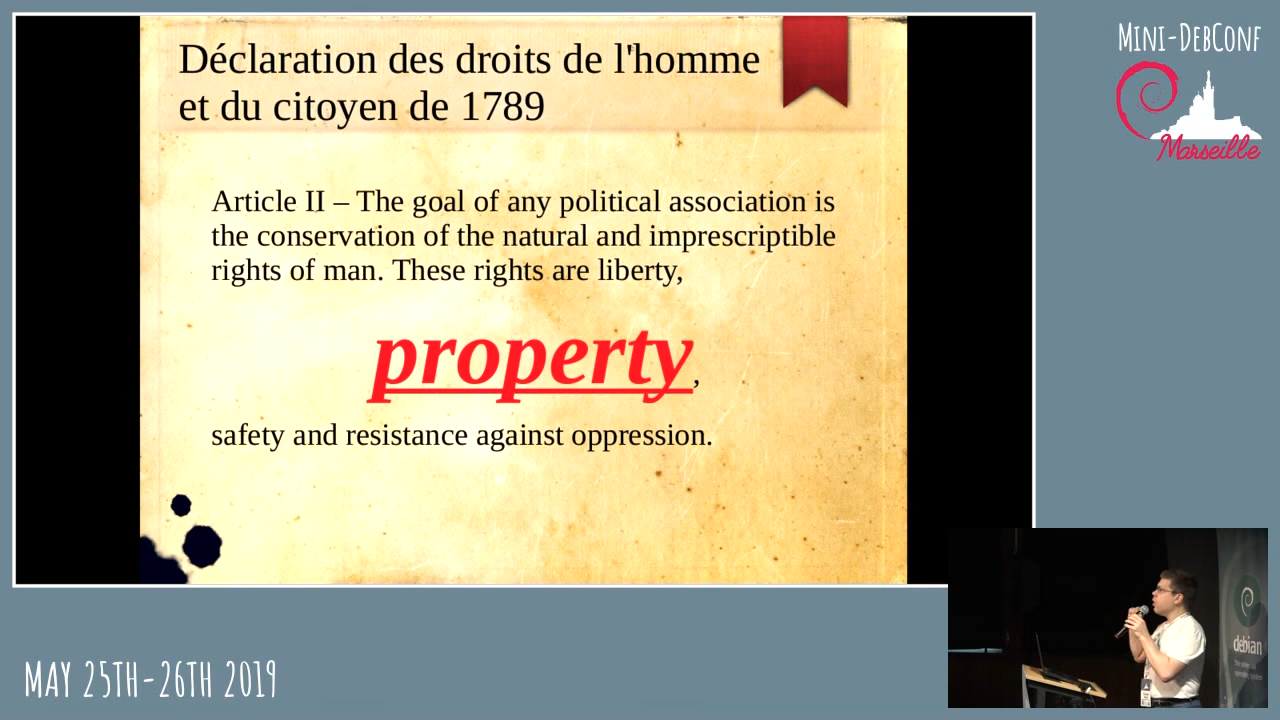 Déclaration des droits de l'homme
et du citoyen de 1789
Article II – The goal of any political association is
the conservation of the natural and imprescriptible
rights of man. These rights are liberty,
property,
safety and resistance against oppression.
Mini-DebConf
Marseille
debian
MAY 25TH-26TH 2019